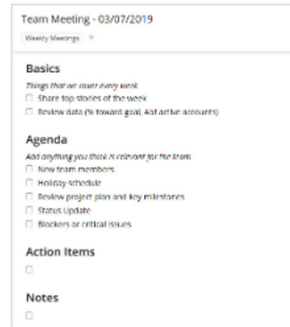 Team Meeting - 03/07/2019
Weekly Meetings +
Basics
Things that we cover every week
Share top stories of the week
Review data (% toward goal, #of active accounts)
Agenda
Add anything you think is relevant for the team
New team members
Holiday schedule
Review project plan and key milestones
Status Update
Blockers or critical issues
Action Items
Notes